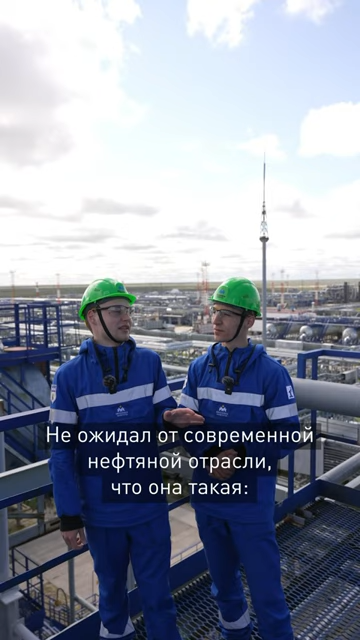 Не ожидал от современной
нефтяной отрасли,
что она такая: